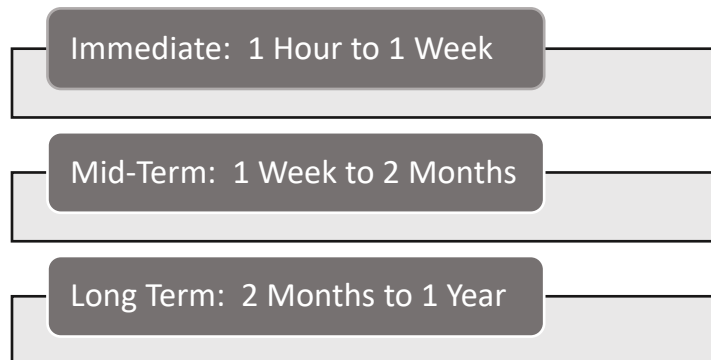 Immediate:  1 Hour to 1 Week
Mid-Term:  1 Week to 2 Months
Long Term:  2 Months to 1 Year